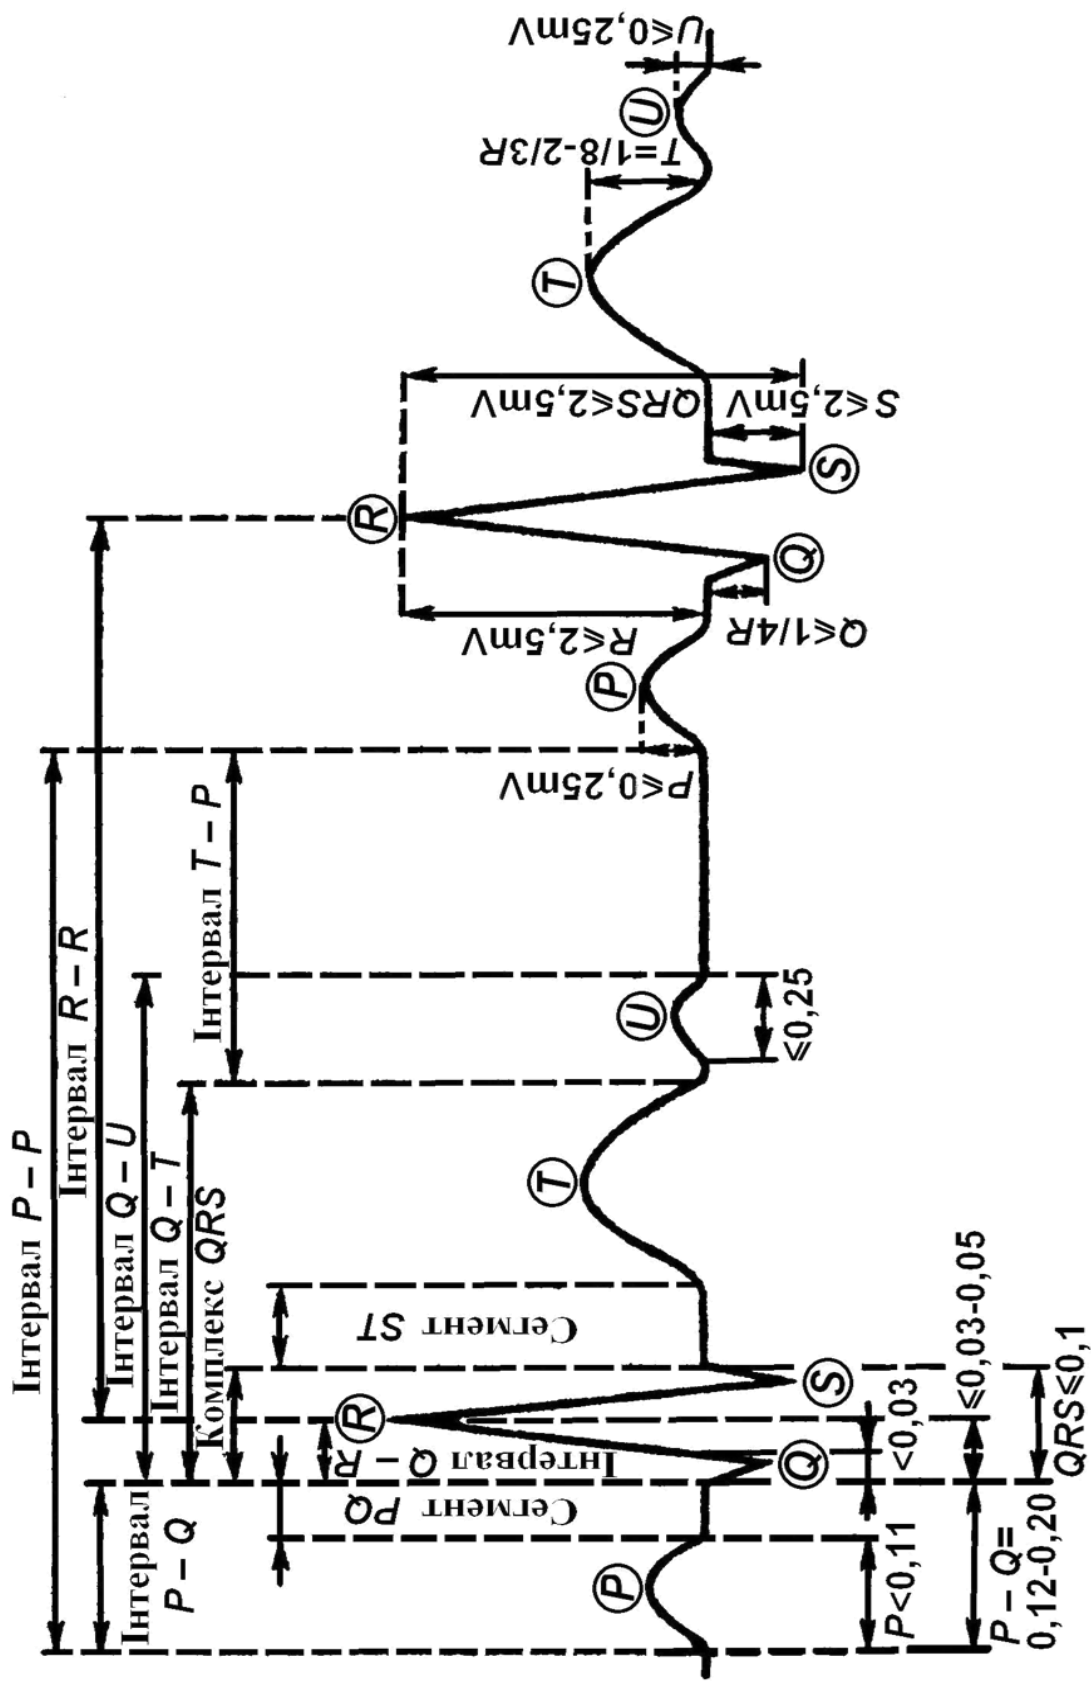 Інтервал P – P
Інтервал R – R
Інтервал Q – U
Інтервал
P – Q
Інтервал Q – T
Комплекс QRS
Інтервал T – P
Сегмент PQ
Інтервал Q – R
Сегмент ST
R
R
P
Q
S
T
U
P
Q
S
T
U
P≤0,25mV
R≤2,5mV
QRS≤2,5mV
T=1/8-2/3R
U≤0,25mV
Q≤1/4R
S≤2,5mV
≤0,25
P<0,11
<0,03
≤0,03-0,05
P – Q=
0,12-0,20
QRS≤0,1